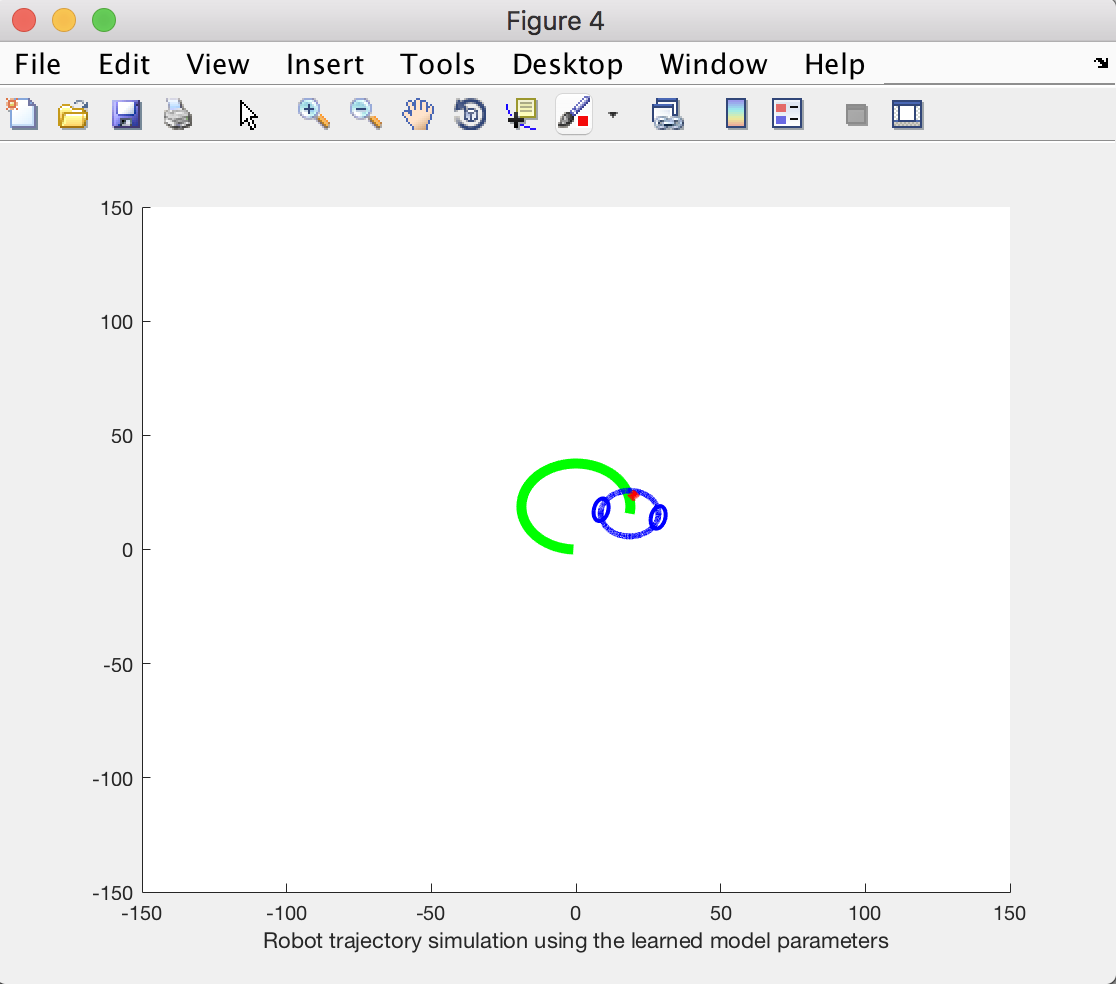 Figure 4
File Edit View Insert Tools Desktop Window Help
150
100
50
0
-50
-100
-150
-150 -100 -50 0 50 100 150
Robot trajectory simulation using the learned model parameters